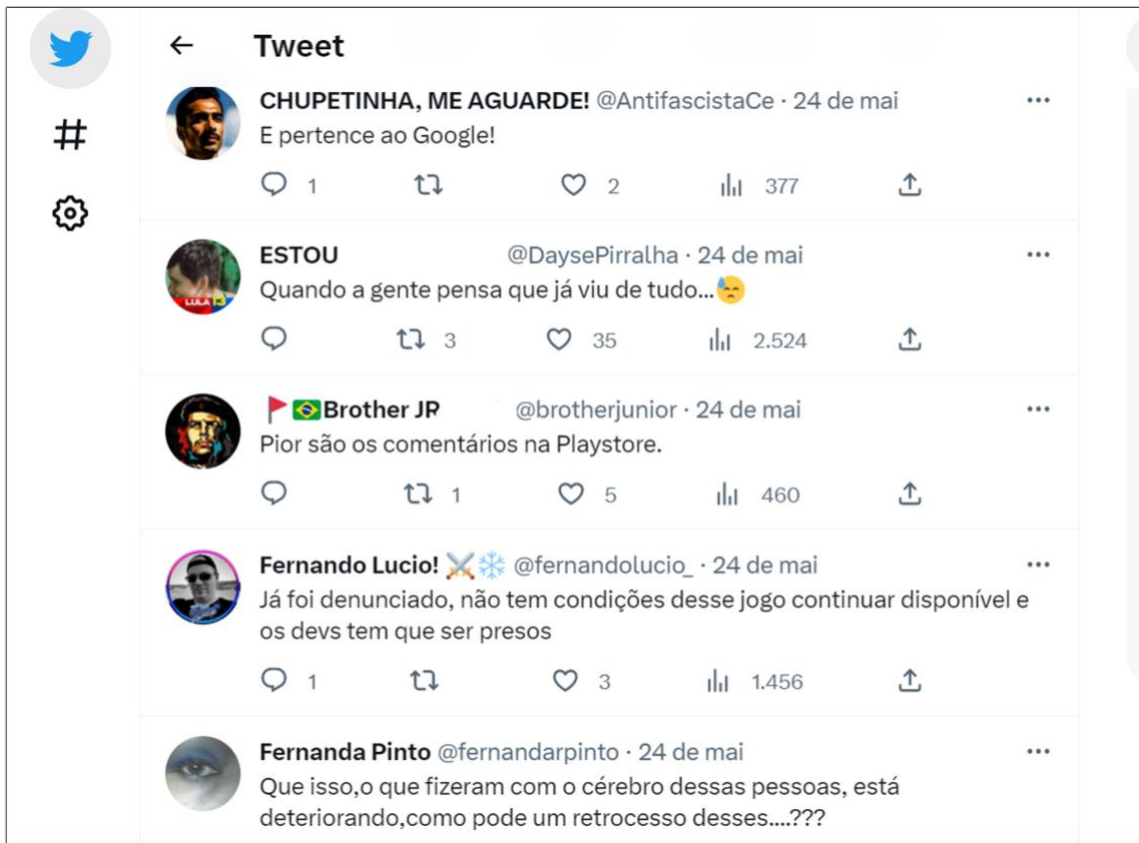 Tweet
CHUPETINHA, ME AGUARDE! @AntifascistaCe · 24 de mai
E pertence ao Google!
1 2 377
ESTOU @DaysePirralha · 24 de mai
Quando a gente pensa que já viu de tudo...😓
LULA 13
3 35 2.524
🚩🇧🇷Brother JR @brotherjunior · 24 de mai
Pior são os comentários na Playstore.
1 5 460
Fernando Lucio! ⚔️❄️ @fernandolucio_ · 24 de mai
Já foi denunciado, não tem condições desse jogo continuar disponível e
os devs tem que ser presos
1 3 1.456
Fernanda Pinto @fernandarpinto · 24 de mai
Que isso,o que fizeram com o cérebro dessas pessoas, está
deteriorando,como pode um retrocesso desses....???